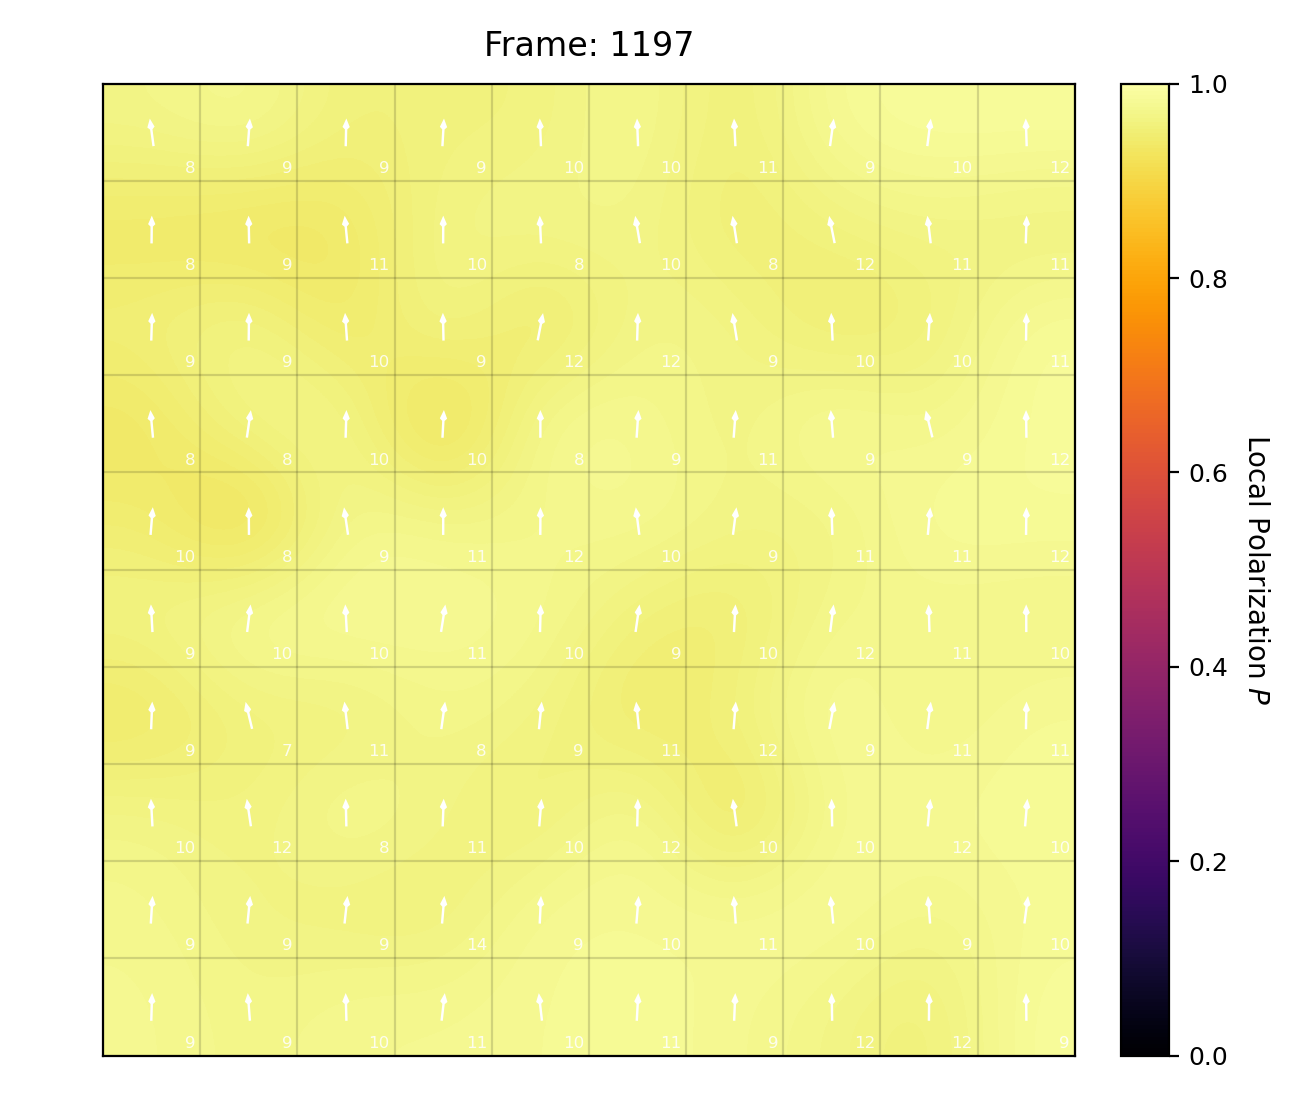 Frame: 1197
8 9 9 9 10 10 11 9 10 12
8 9 11 10 8 10 8 12 11 11
9 9 10 9 12 12 9 10 10 11
8 8 10 10 8 9 11 9 9 12
10 8 9 11 12 10 9 11 11 12
9 10 10 11 10 9 10 12 11 10
9 7 11 8 9 11 12 9 11 11
10 12 8 11 10 12 10 10 12 10
9 9 9 14 9 10 11 10 9 10
9 9 10 11 10 11 9 12 12 9
1.0
0.8
0.6
0.4
0.2
0.0
Local Polarization P